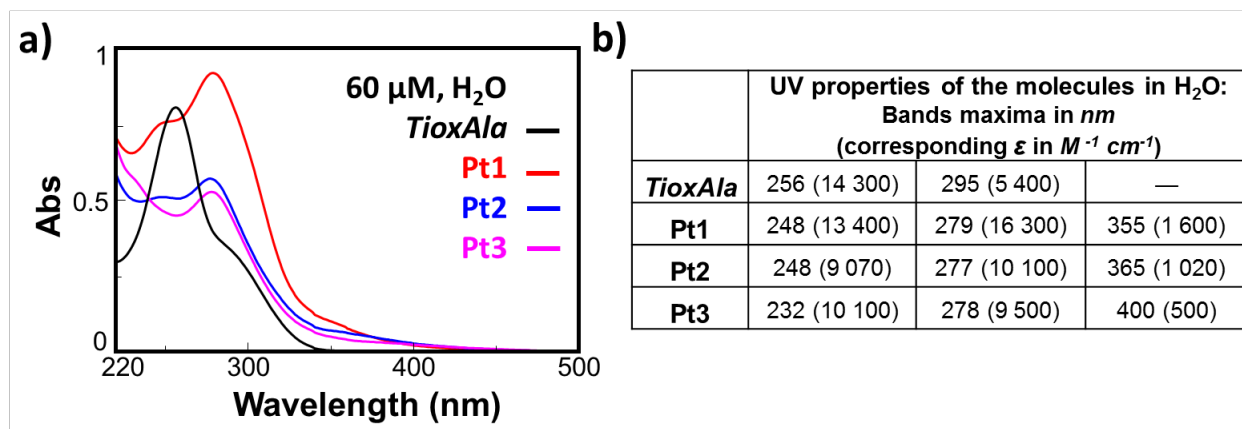 a)
1
0.5
0
Abs
60 µM, H₂O
TioxAla
Pt1
Pt2
Pt3
220 300 400 500
Wavelength (nm)
b)
UV properties of the molecules in H₂O:
Bands maxima in nm
(corresponding ε in M⁻¹ cm⁻¹)
TioxAla 256 (14 300) 295 (5 400) —
Pt1 248 (13 400) 279 (16 300) 355 (1 600)
Pt2 248 (9 070) 277 (10 100) 365 (1 020)
Pt3 232 (10 100) 278 (9 500) 400 (500)